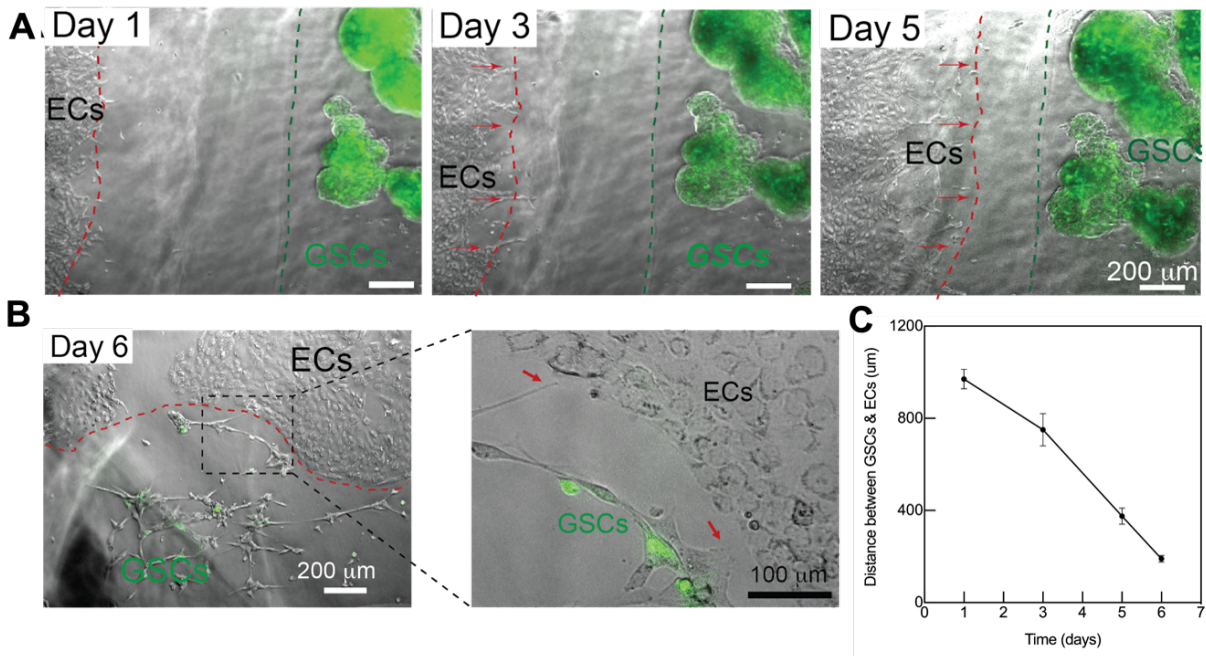 A
Day 1
ECs
GSCs
Day 3
ECs
GSCs
Day 5
ECs
GSCs
200 µm
B
Day 6
ECs
GSCs
200 µm
ECs
GSCs
100 µm
C
Distance between GSCs & ECs (um)
1200
800
400
0
0 1 2 3 4 5 6 7
Time (days)